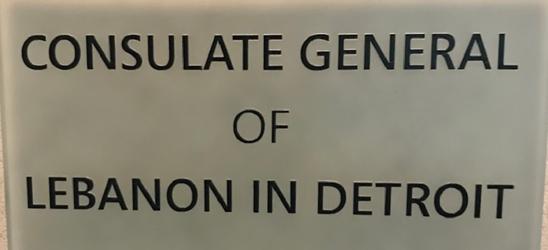 CONSULATE GENERAL
OF
LEBANON IN DETROIT